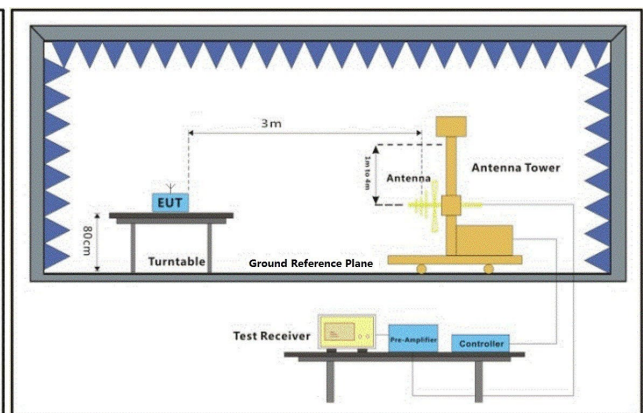 3m
1m to 4m
Antenna
Antenna Tower
EUT
80cm
Turntable
Ground Reference Plane
Test Receiver
Pre-Amplifier
Controller